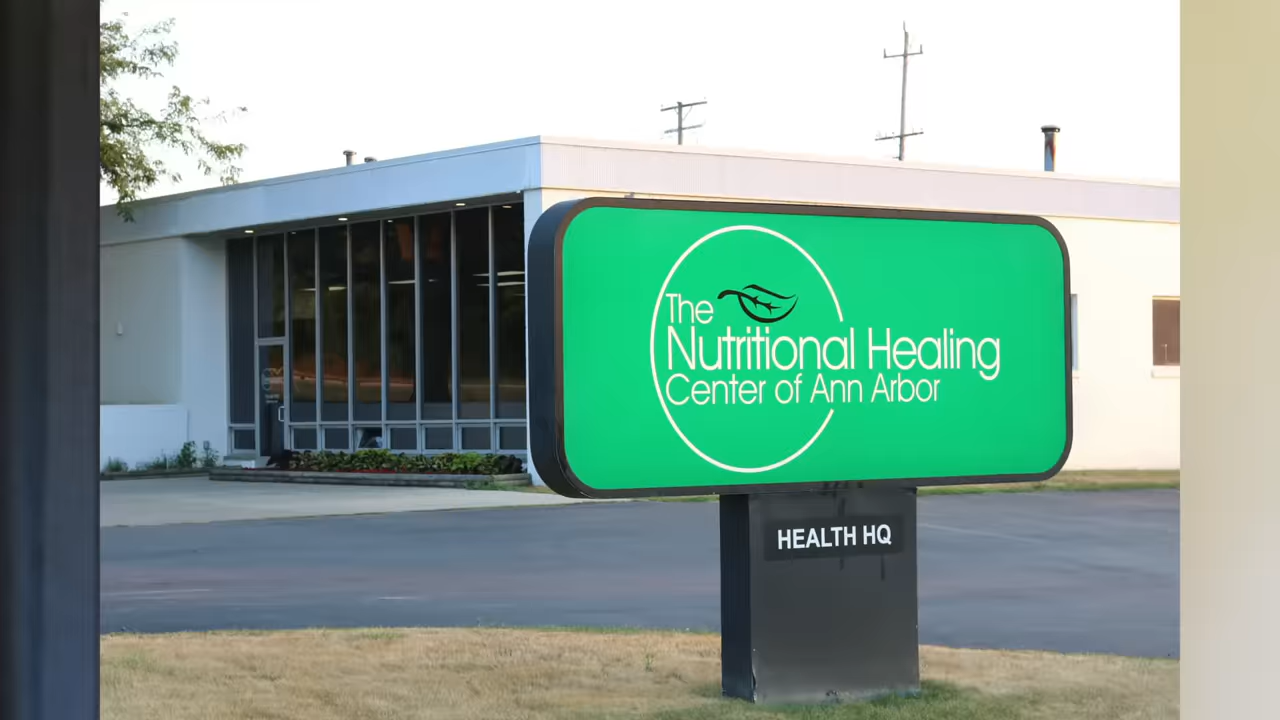 The
Nutritional Healing
Center of Ann Arbor
HEALTH HQ